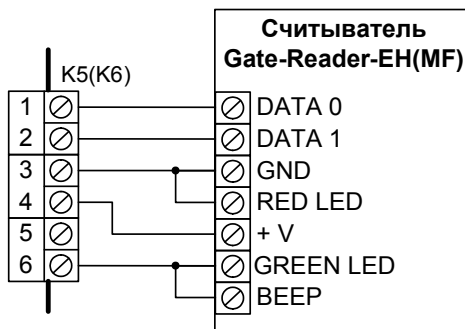 Считыватель
Gate-Reader-EH(MF)
K5(K6)
1 DATA 0
2 DATA 1
3 GND
4 RED LED
5 + V
6 GREEN LED
BEEP